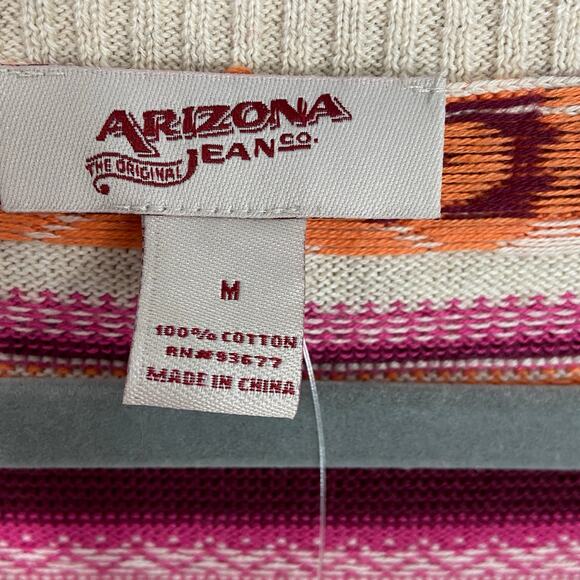 ARIZONA
THE ORIGINAL JEAN CO.
M
100% COTTON
RN# 93677
MADE IN CHINA